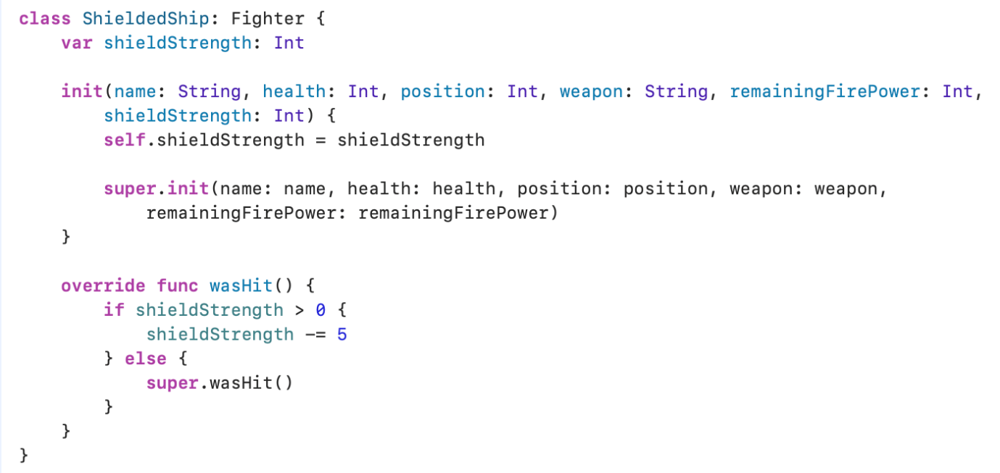 class ShieldedShip: Fighter {
    var shieldStrength: Int

    init(name: String, health: Int, position: Int, weapon: String, remainingFirePower: Int,
        shieldStrength: Int) {
        self.shieldStrength = shieldStrength

        super.init(name: name, health: health, position: position, weapon: weapon,
            remainingFirePower: remainingFirePower)
    }

    override func wasHit() {
        if shieldStrength > 0 {
            shieldStrength -= 5
        } else {
            super.wasHit()
        }
    }
}